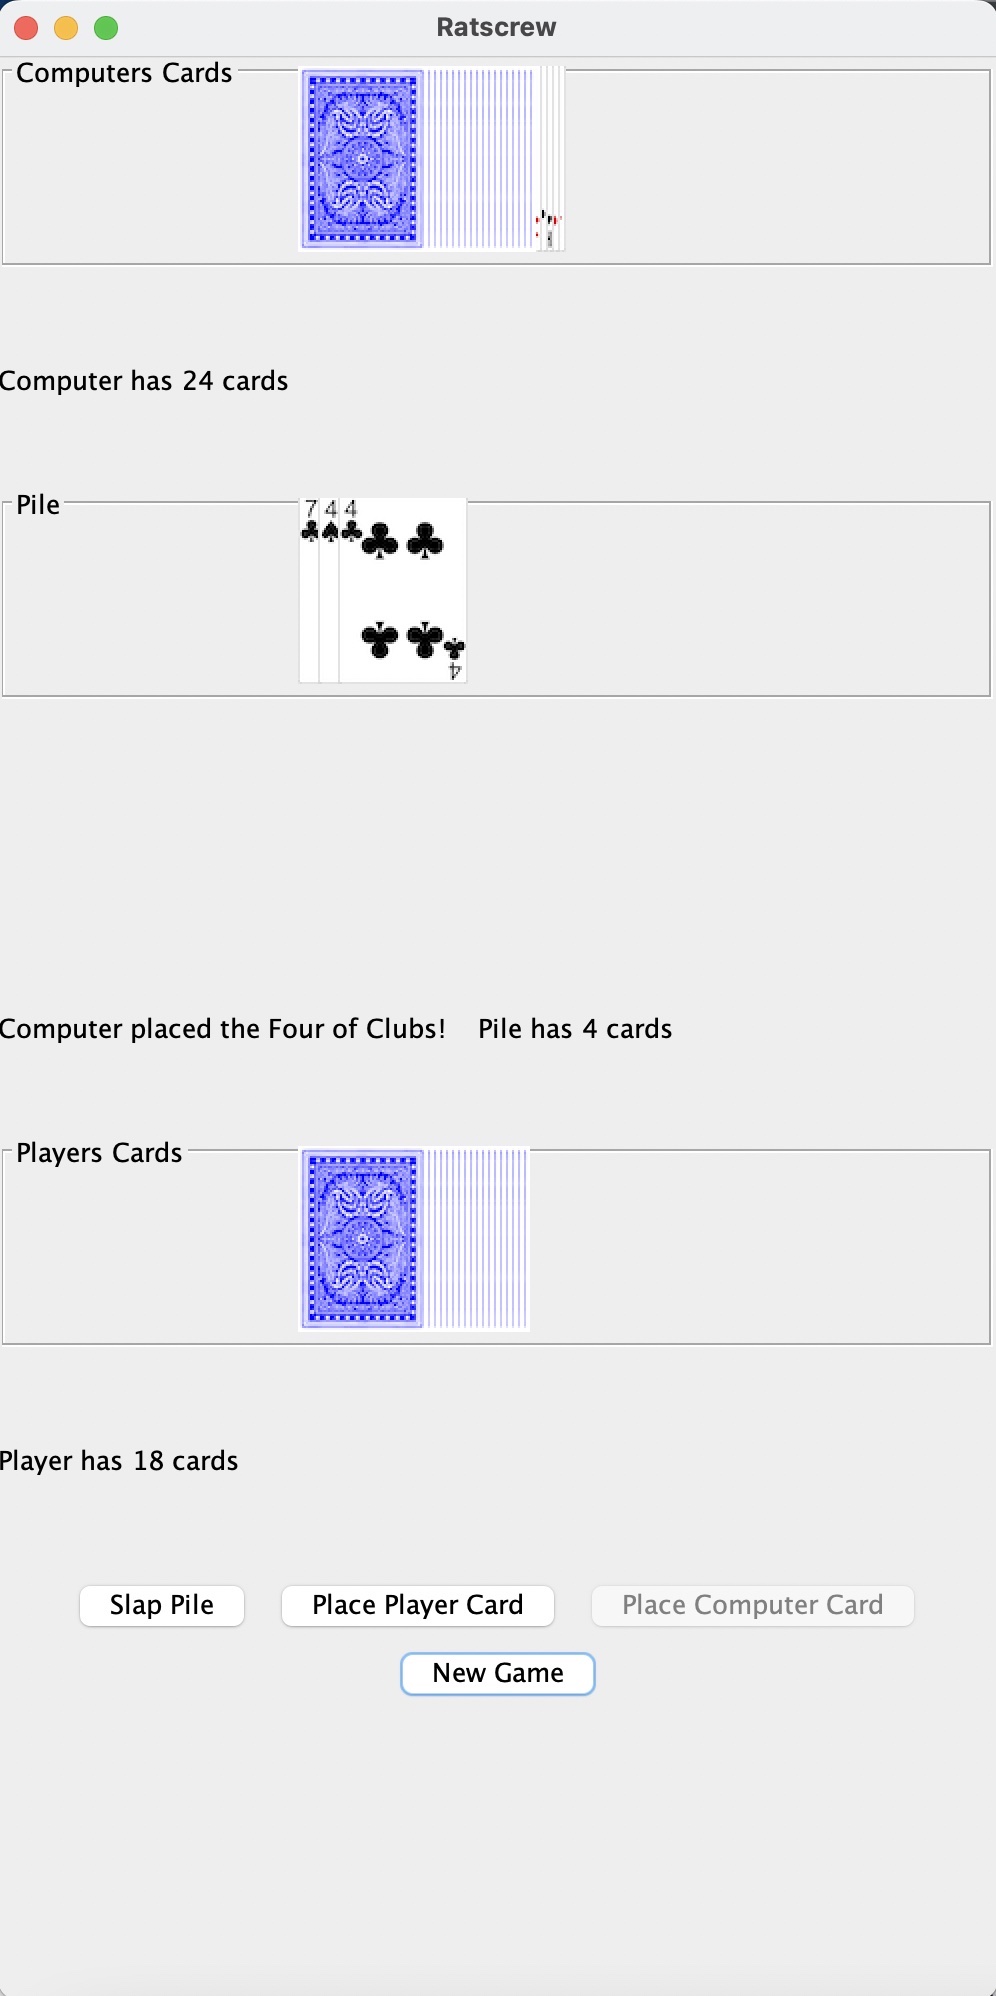 Ratscrew
Computers Cards
Computer has 24 cards
Pile
7 4 4
4
Computer placed the Four of Clubs! Pile has 4 cards
Players Cards
Player has 18 cards
Slap Pile Place Player Card Place Computer Card
New Game